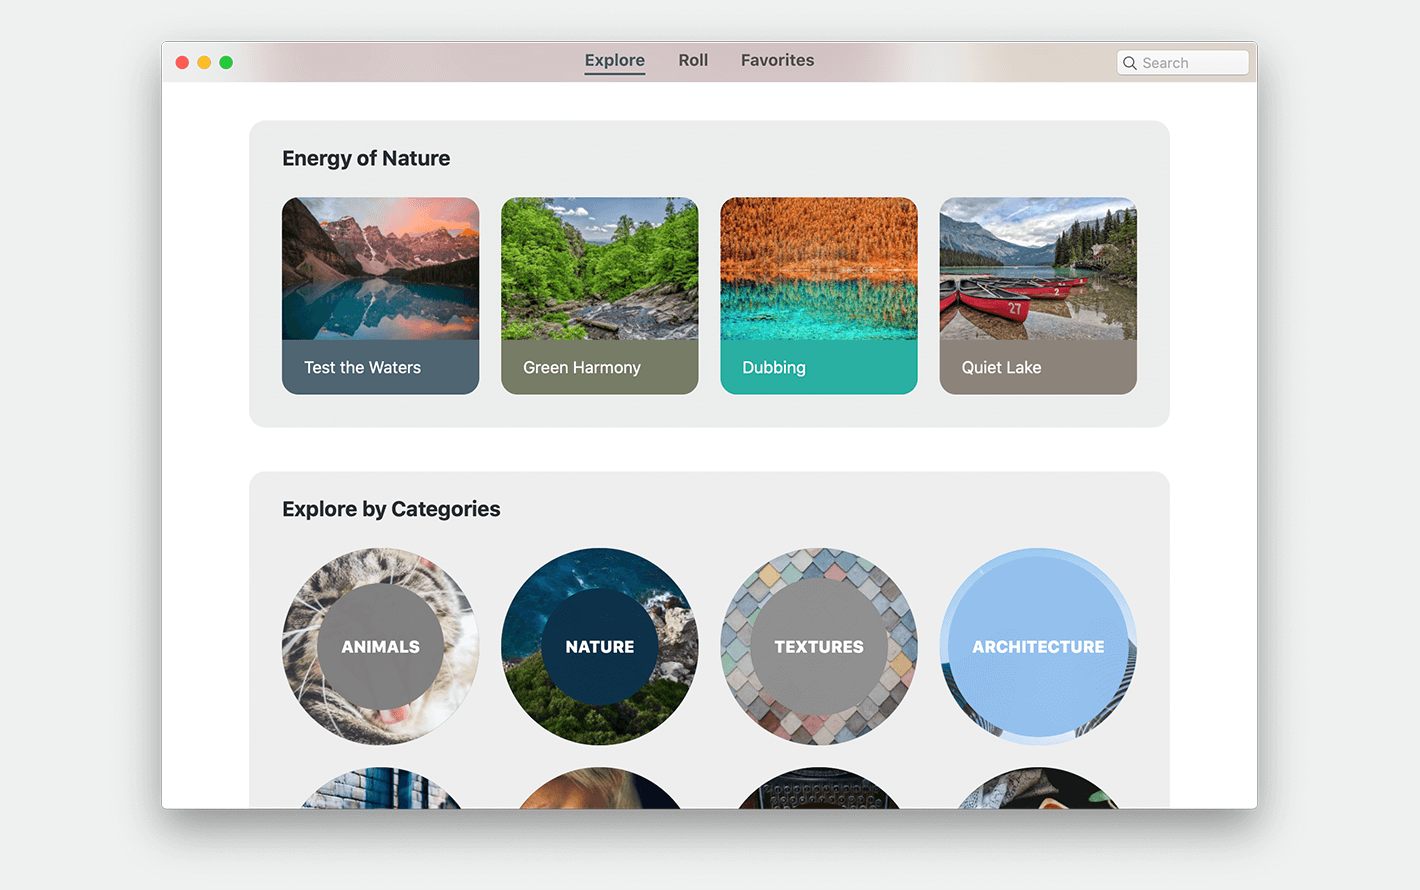 Explore Roll Favorites Search
Energy of Nature
27
2
Test the Waters
Green Harmony
Dubbing
Quiet Lake
Explore by Categories
ANIMALS
NATURE
TEXTURES
ARCHITECTURE